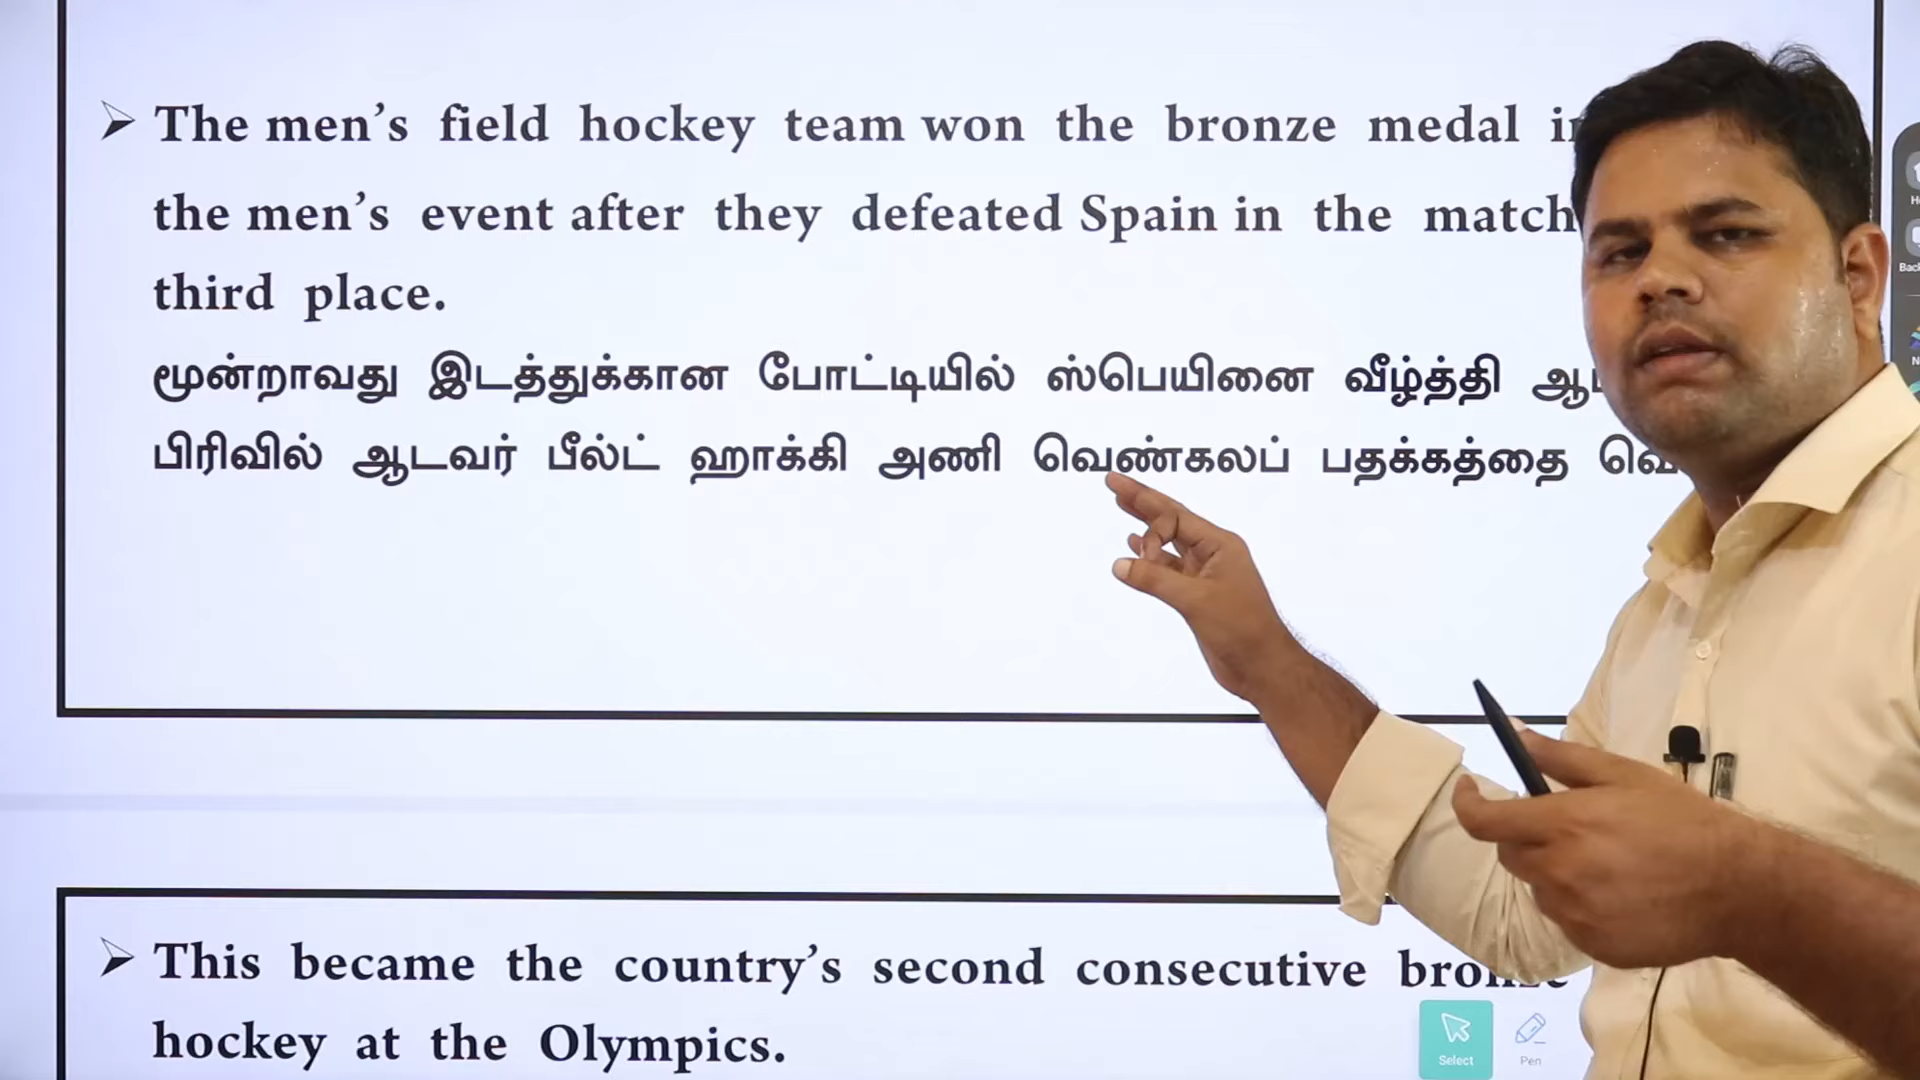 ➢ The men’s field hockey team won the bronze medal
the men’s event after they defeated Spain in the match
third place.
மூன்றாவது இடத்துக்கான போட்டியில் ஸ்பெயினை வீழ்த்தி
பிரிவில் ஆடவர் பீல்ட் ஹாக்கி அணி வெண்கலப் பதக்கத்தை
➢ This became the country’s second consecutive bronze
hockey at the Olympics.
Select
Pen